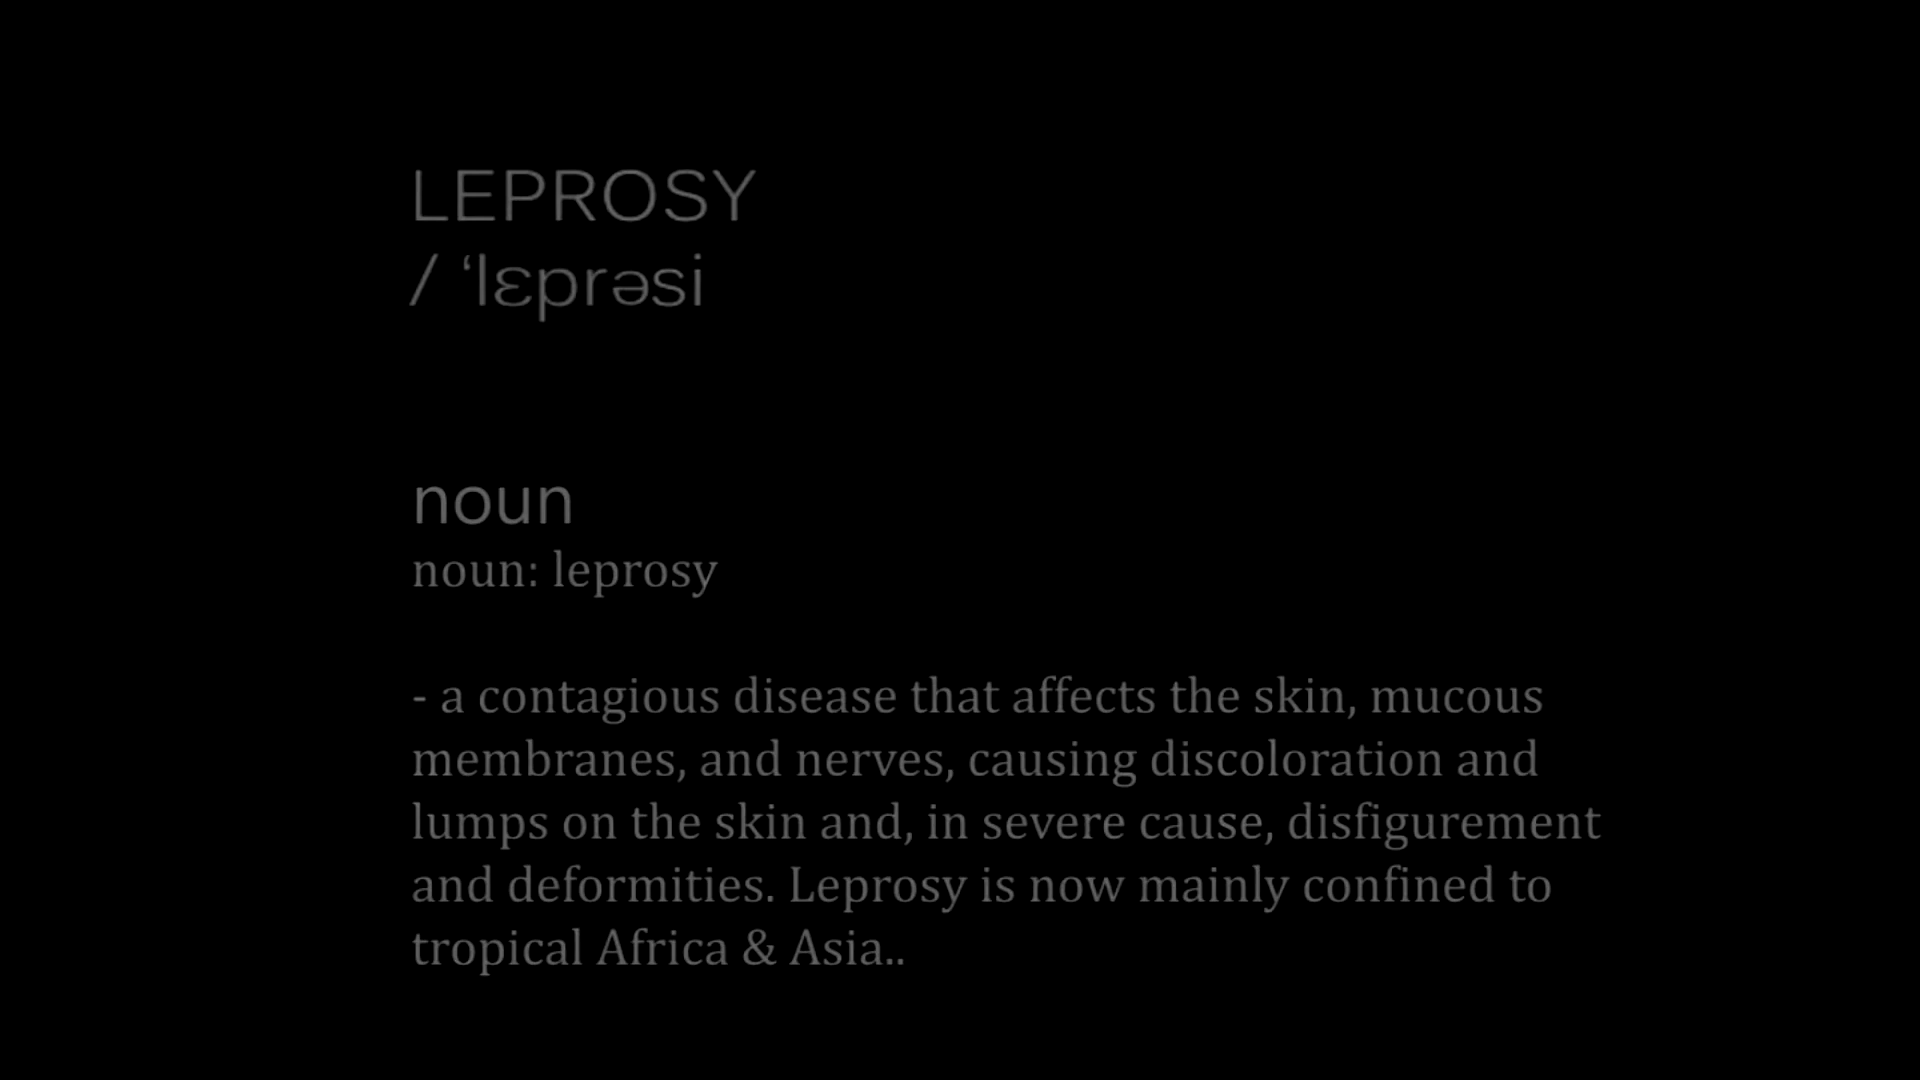 LEPROSY
/ ‘lɛprəsi
noun
noun: leprosy
- a contagious disease that affects the skin, mucous
membranes, and nerves, causing discoloration and
lumps on the skin and, in severe cause, disfigurement
and deformities. Leprosy is now mainly confined to
tropical Africa & Asia..